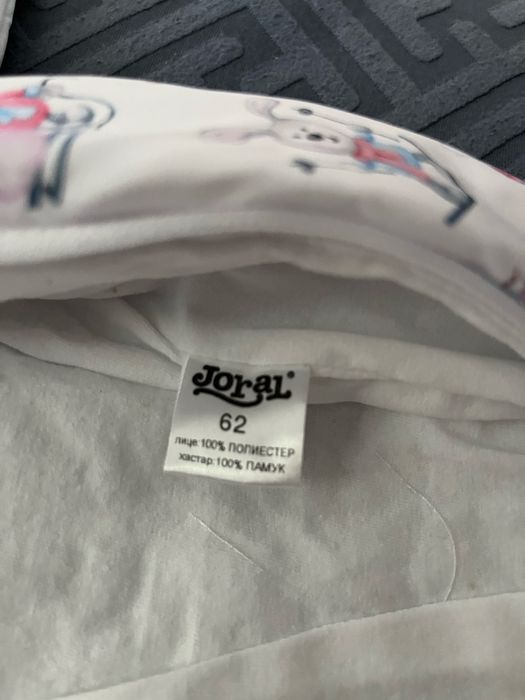 Joral®
62
лице:100% ПОЛИЕСТЕР
хастар:100% ПАМУК